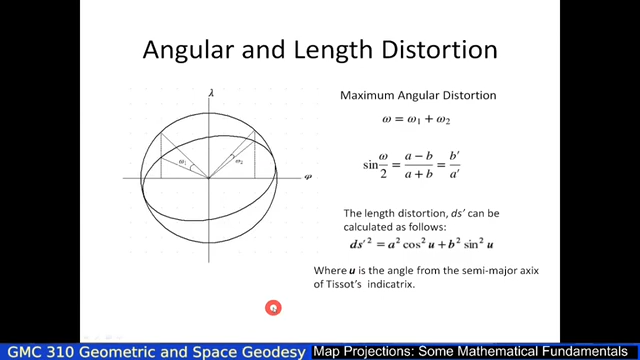 Angular and Length Distortion
λ
φ
ω₁
ω₂
Maximum Angular Distortion
ω = ω₁ + ω₂
sin ω/2 = (a − b)/(a + b) = b′/a′
The length distortion, ds' can be
calculated as follows:
ds′² = a² cos² u + b² sin² u
Where u is the angle from the semi-major axix
of Tissot's indicatrix.
GMC 310 Geometric and Space Geodesy
Map Projections: Some Mathematical Fundamentals